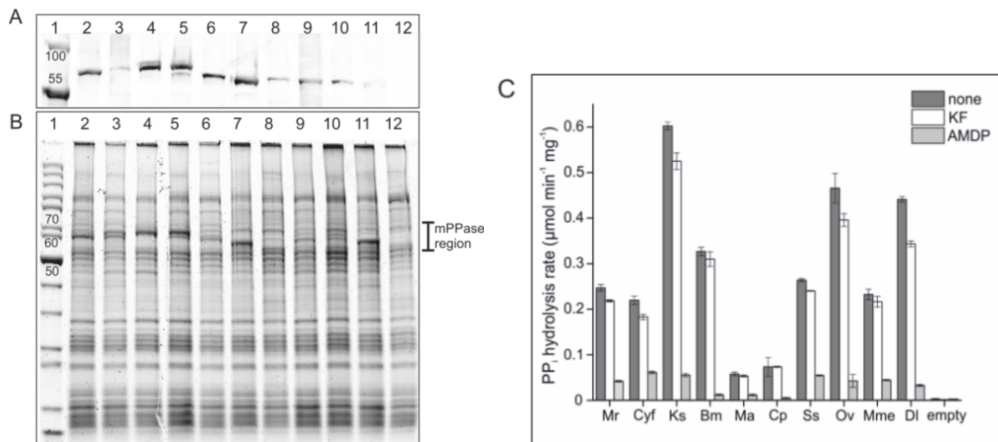 A
1 2 3 4 5 6 7 8 9 10 11 12
100
55
B
1 2 3 4 5 6 7 8 9 10 11 12
70
60
50
mPPase
region
C
PPi hydrolysis rate (μmol min-1 mg-1)
0.6
0.5
0.4
0.3
0.2
0.1
0
none
KF
AMDP
Mr Cyf Ks Bm Ma Cp Ss Ov Mme Dl empty